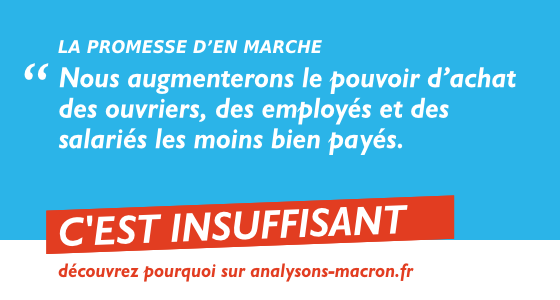 LA PROMESSE D’EN MARCHE
“ Nous augmenterons le pouvoir d’achat
des ouvriers, des employés et des
salariés les moins bien payés.
C'EST INSUFFISANT
découvrez pourquoi sur analysons-macron.fr